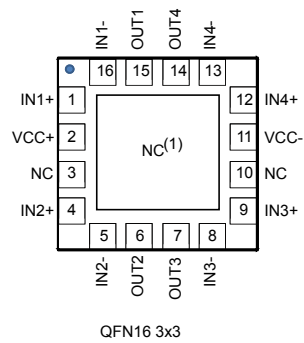 IN1-
OUT1
OUT4
IN4-
16
15
14
13
IN1+
1
12
IN4+
VCC+
2
NC(1)
11
VCC-
NC
3
10
NC
IN2+
4
9
IN3+
5
6
7
8
IN2-
OUT2
OUT3
IN3-
QFN16 3x3